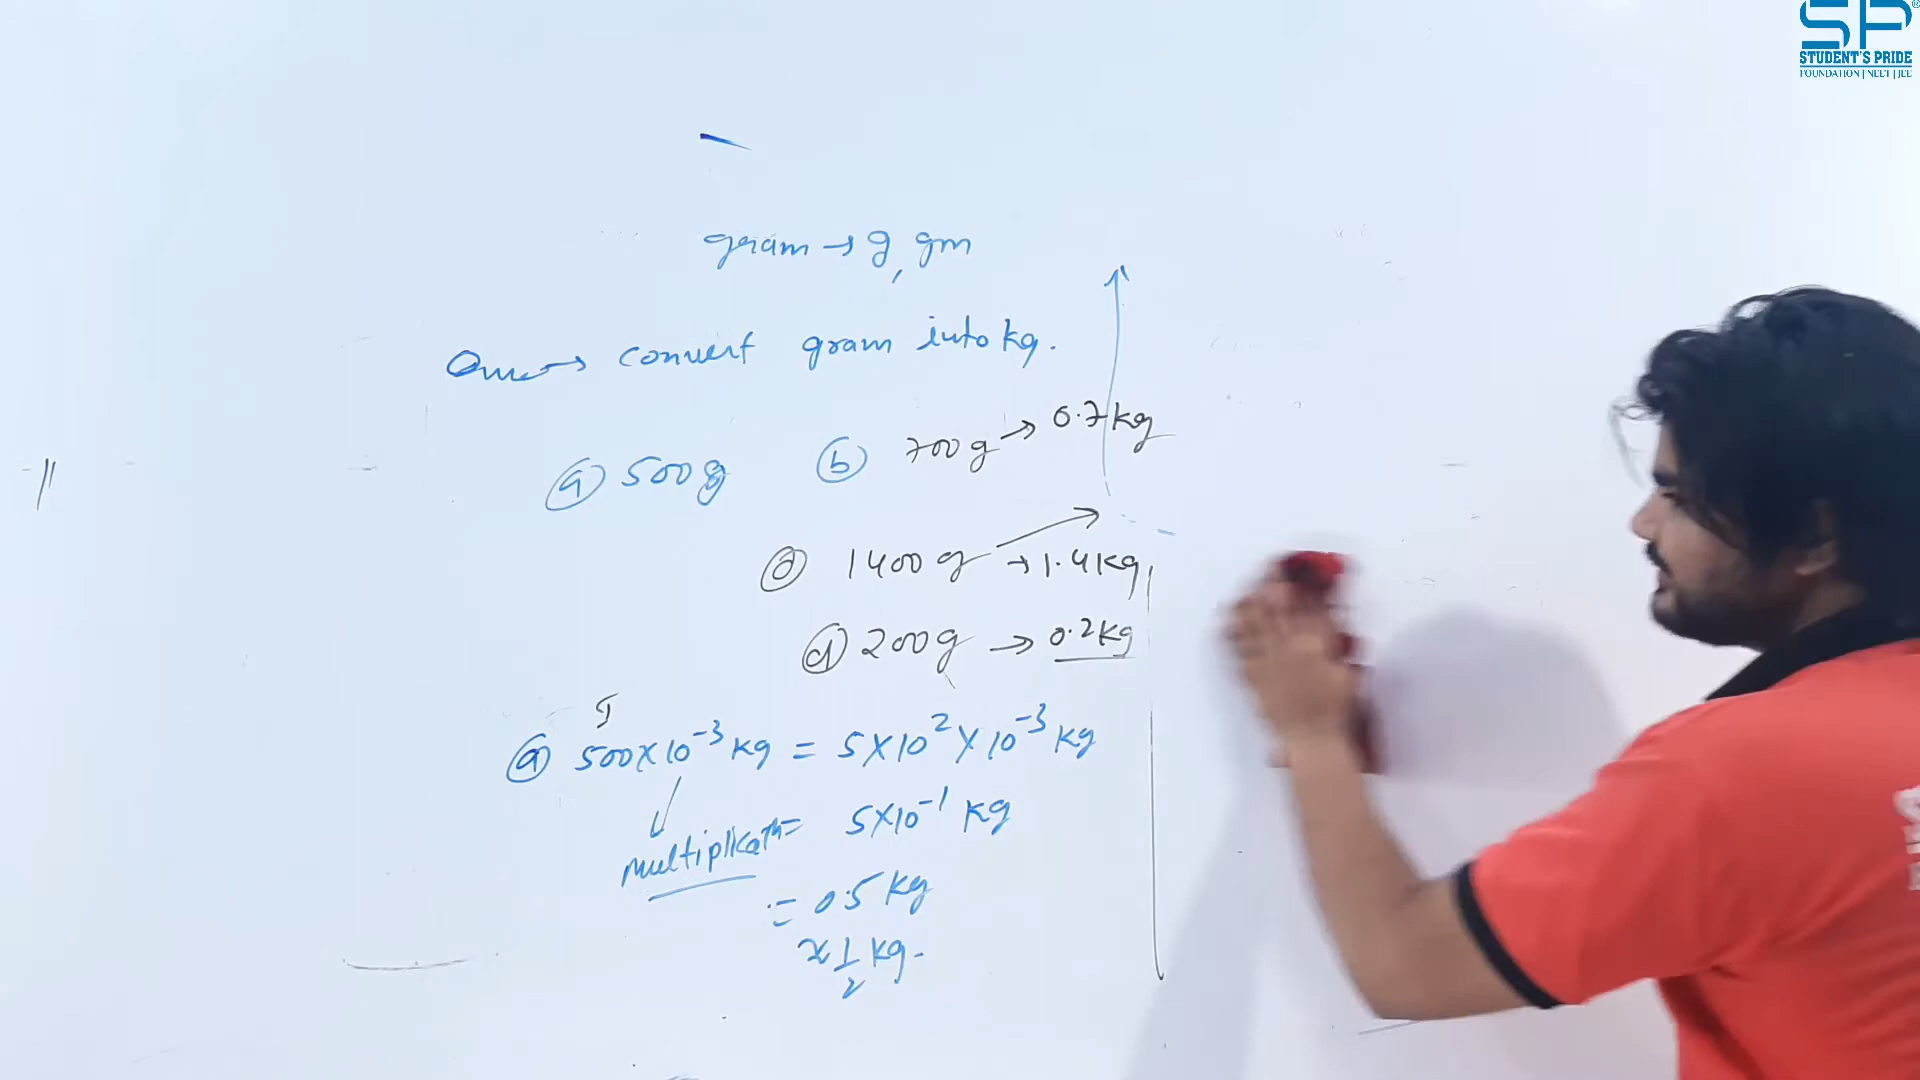 SP®
STUDENT'S PRIDE
FOUNDATION | NEET | JEE
gram → g, gm
Ques → convert gram into kg.
ⓐ 500g ⓑ 700g → 0.7kg
1400g → 1.4kg
ⓓ 200g → 0.2kg
I
ⓐ 500×10⁻³ kg = 5×10² × 10⁻³ kg
= 5×10⁻¹ kg
= 0.5 kg
≈ 1/2 kg.